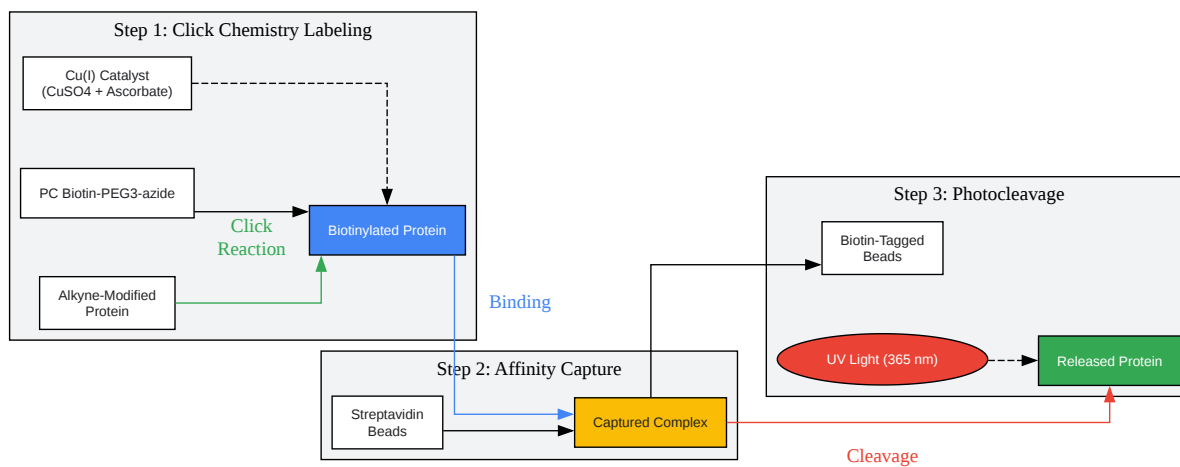 Step 1: Click Chemistry Labeling
Cu(I) Catalyst
(CuSO4 + Ascorbate)
PC Biotin-PEG3-azide
Click
Reaction
Biotinylated Protein
Alkyne-Modified
Protein
Binding
Step 2: Affinity Capture
Streptavidin
Beads
Captured Complex
Cleavage
Step 3: Photocleavage
Biotin-Tagged
Beads
UV Light (365 nm)
Released Protein